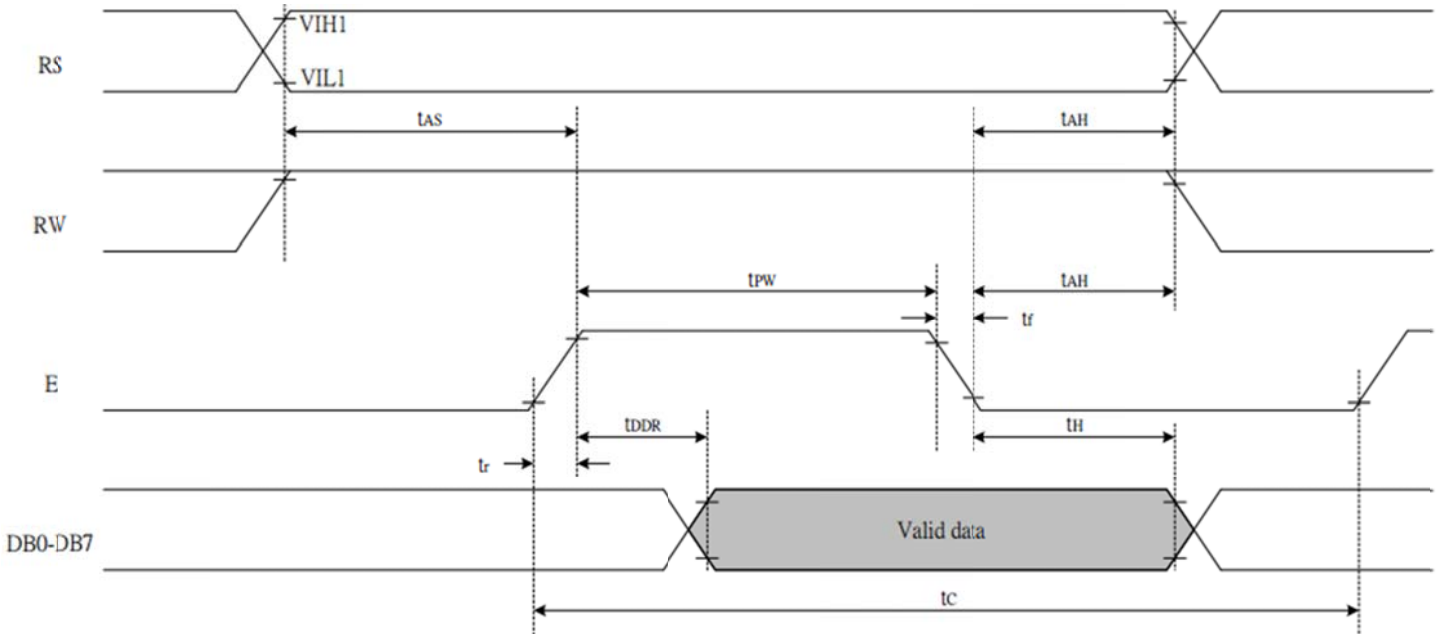 VIH1
RS
VIL1
tAS
tAH
RW
tPW
tAH
tf
E
tDDR
tH
tr
DB0-DB7
Valid data
tC